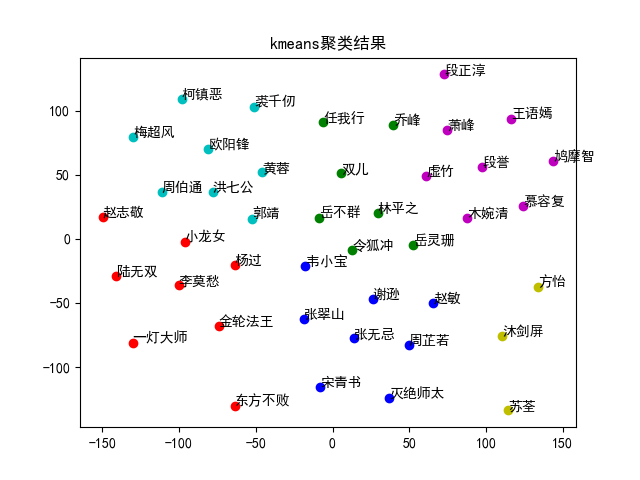 kmeans聚类结果
段正淳
柯镇恶
裘千仞
任我行
乔峰
萧峰
王语嫣
梅超风
欧阳锋
黄蓉
双儿
虚竹
段誉
鸠摩智
周伯通
洪七公
郭靖
岳不群
林平之
木婉清
慕容复
赵志敬
小龙女
杨过
韦小宝
令狐冲
岳灵珊
陆无双
李莫愁
谢逊
赵敏
方怡
金轮法王
张翠山
张无忌
周芷若
沐剑屏
一灯大师
宋青书
灭绝师太
东方不败
苏荃
100
50
0
−50
−100
−150
−100
−50
0
50
100
150